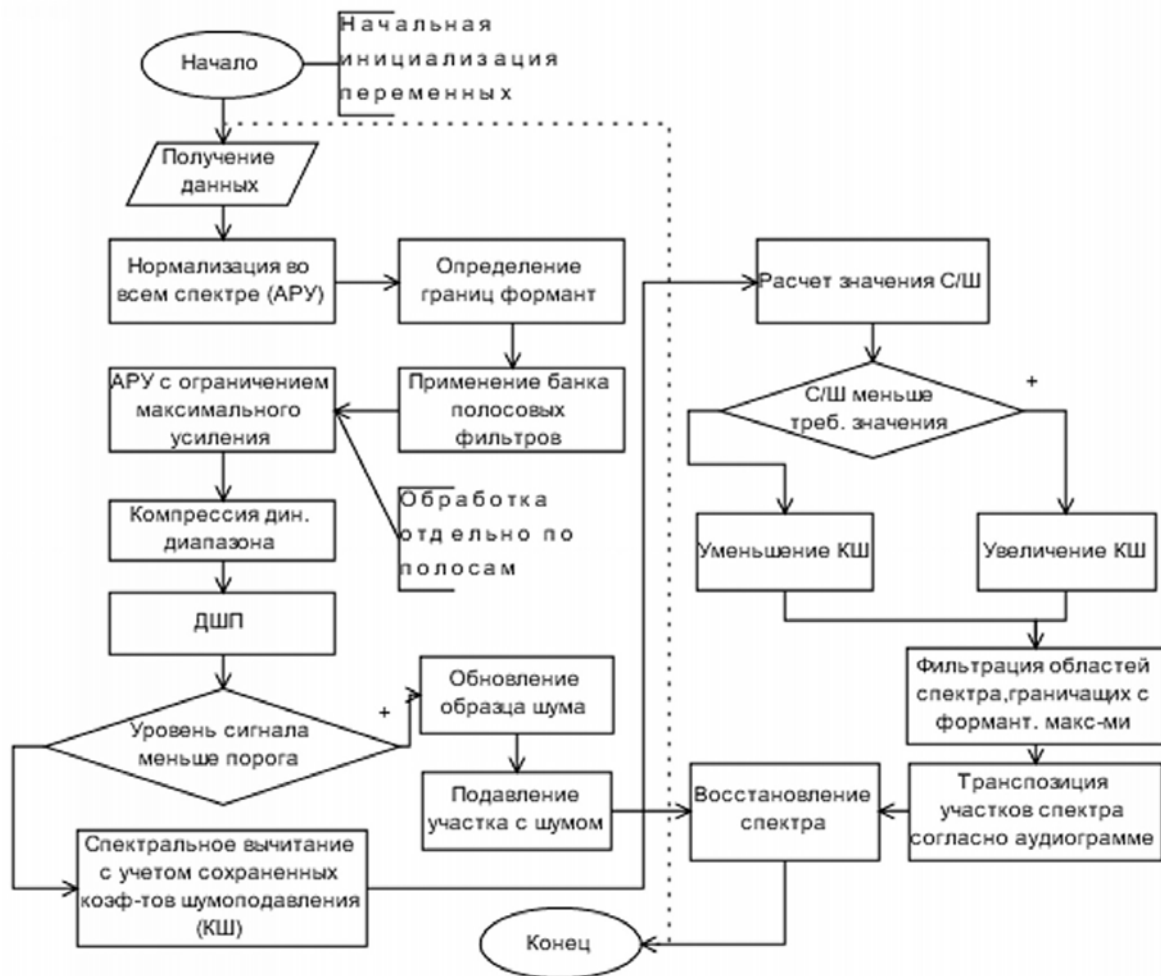 Начало
Начальная
инициализация
переменных
Получение
данных
Нормализация во
всем спектре (АРУ)
Определение
границ формант
Расчет значения С/Ш
АРУ с ограничением
максимального
усиления
Применение банка
полосовых
фильтров
С/Ш меньше
треб. значения
+
Компрессия дин.
диапазона
Обработка
отдельно по
полосам
Уменьшение КШ
Увеличение КШ
ДШП
Уровень сигнала
меньше порога
+
Обновление
образца шума
Фильтрация областей
спектра,граничащих с
формант. макс-ми
Подавление
участка с шумом
Восстановление
спектра
Транспозиция
участков спектра
согласно аудиограмме
Спектральное вычитание
с учетом сохраненных
коэф-тов шумоподавления
(КШ)
Конец